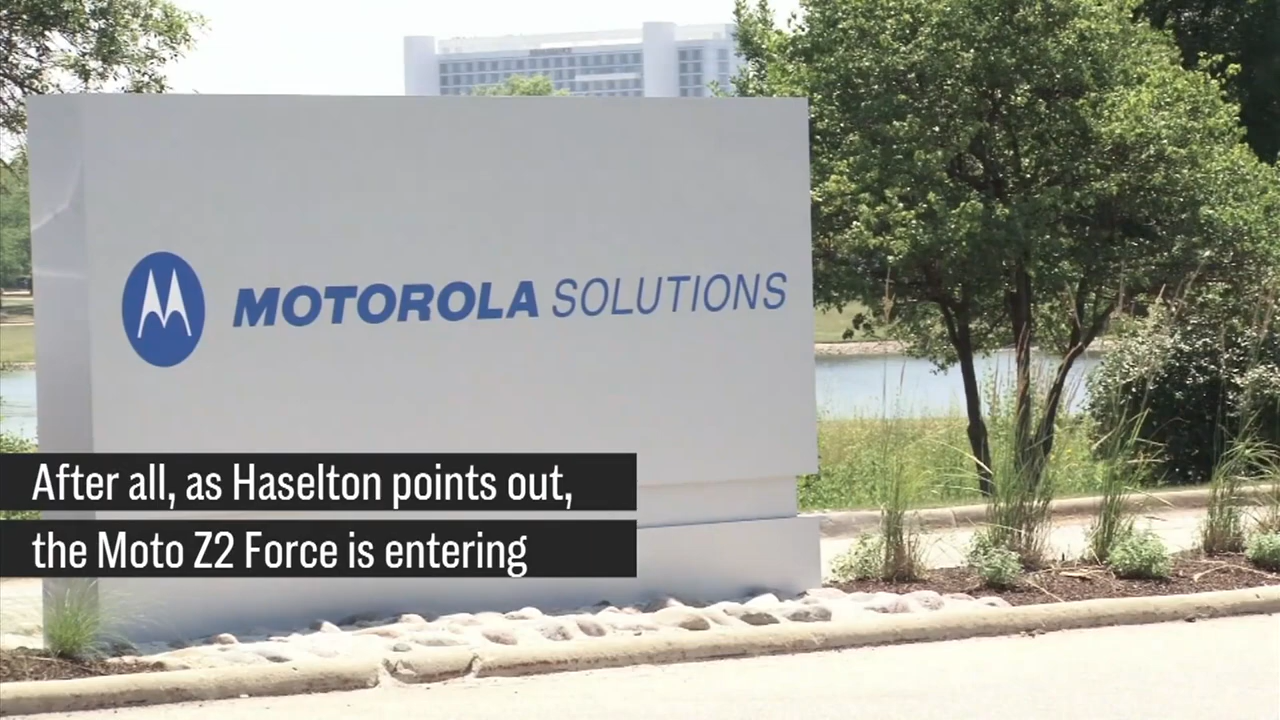 MOTOROLA SOLUTIONS
After all, as Haselton points out,
the Moto Z2 Force is entering